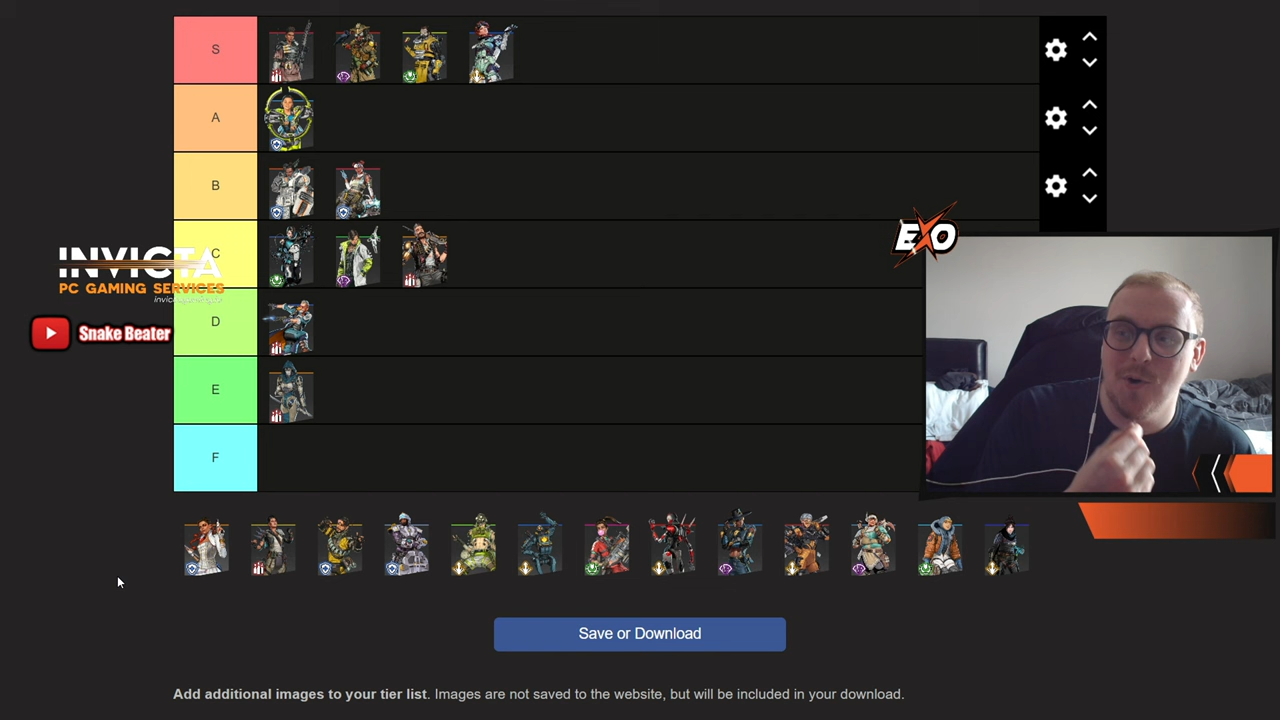 S
A
B
C
D
E
F
EXO
INVICTA
PC GAMING SERVICES
Snake Beater
Save or Download
Add additional images to your tier list. Images are not saved to the website, but will be included in your download.